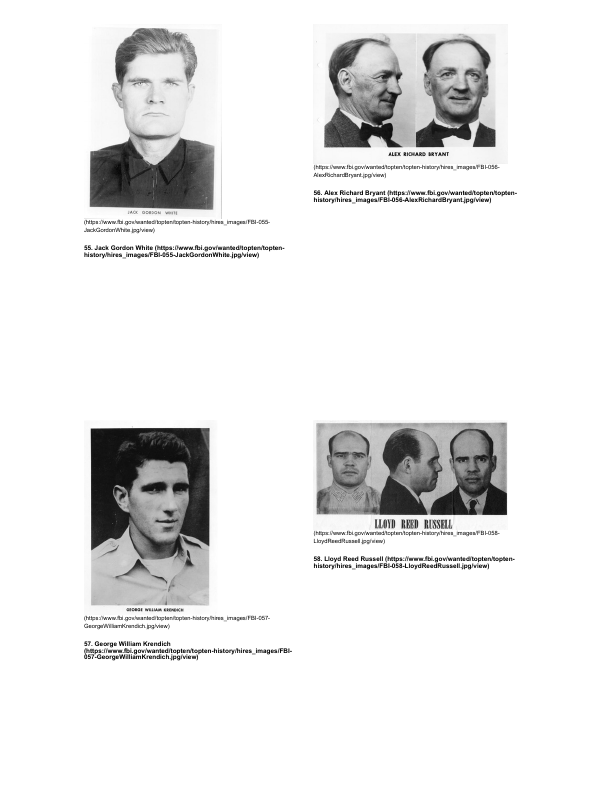 JACK GORDON WHITE
(https://www.fbi.gov/wanted/topten/topten-history/hires_images/FBI-055-
JackGordonWhite.jpg/view)
55. Jack Gordon White (https://www.fbi.gov/wanted/topten/topten-
history/hires_images/FBI-055-JackGordonWhite.jpg/view)
ALEX RICHARD BRYANT
(https://www.fbi.gov/wanted/topten/topten-history/hires_images/FBI-056-
AlexRichardBryant.jpg/view)
56. Alex Richard Bryant (https://www.fbi.gov/wanted/topten/topten-
history/hires_images/FBI-056-AlexRichardBryant.jpg/view)
GEORGE WILLIAM KRENDICH
(https://www.fbi.gov/wanted/topten/topten-history/hires_images/FBI-057-
GeorgeWilliamKrendich.jpg/view)
57. George William Krendich
(https://www.fbi.gov/wanted/topten/topten-history/hires_images/FBI-
057-GeorgeWilliamKrendich.jpg/view)
LLOYD REED RUSSELL
(https://www.fbi.gov/wanted/topten/topten-history/hires_images/FBI-058-
LloydReedRussell.jpg/view)
58. Lloyd Reed Russell (https://www.fbi.gov/wanted/topten/topten-
history/hires_images/FBI-058-LloydReedRussell.jpg/view)